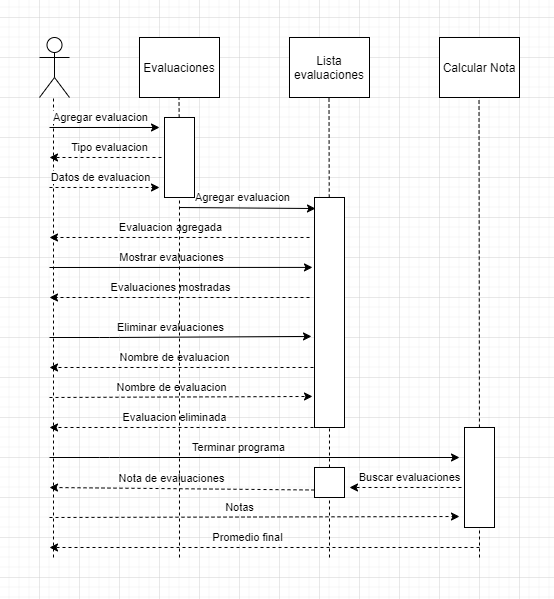 Evaluaciones
Lista
evaluaciones
Calcular Nota
Agregar evaluacion
Tipo evaluacion
Datos de evaluacion
Agregar evaluacion
Evaluacion agregada
Mostrar evaluaciones
Evaluaciones mostradas
Eliminar evaluaciones
Nombre de evaluacion
Nombre de evaluacion
Evaluacion eliminada
Terminar programa
Buscar evaluaciones
Nota de evaluaciones
Notas
Promedio final